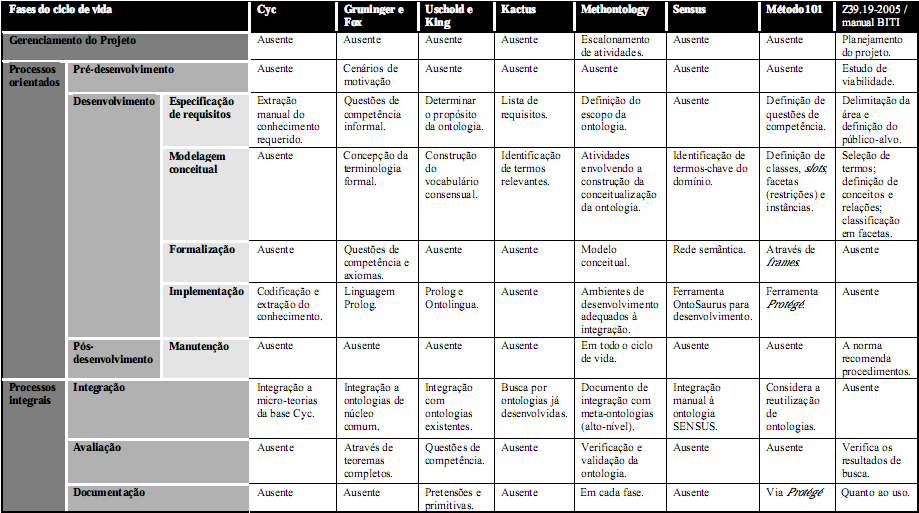 Fases do ciclo de vida
Cyc
Gruninger e
Fox
Uschold e
King
Kactus
Methontology
Sensus
Método 101
Z39.19-2005 /
manual BITI
Gerenciamento do Projeto
Ausente
Ausente
Ausente
Ausente
Escalonamento
de atividades.
Ausente
Ausente
Planejamento
do projeto.
Processos
orientados
Pré-desenvolvimento
Ausente
Cenários de
motivação
Ausente
Ausente
Ausente
Ausente
Ausente
Estudo de
viabilidade.
Desenvolvimento
Especificação
de requisitos
Extração
manual do
conhecimento
requerido.
Questões de
competência
informal.
Determinar
o propósito
da ontologia.
Lista de
requisitos.
Definição do
escopo da
ontologia.
Ausente
Definição de
questões de
competência.
Delimitação da
área e
definição do
público-alvo.
Modelagem
conceitual
Ausente
Concepção da
terminologia
formal.
Construção
do
vocabulário
consensual.
Identificação
de termos
relevantes.
Atividades
envolvendo a
construção da
conceitualização
da ontologia.
Identificação de
termos-chave do
domínio.
Definição de
classes, slots,
facetas
(restrições) e
instâncias.
Seleção de
termos;
definição de
conceitos e
relações;
classificação
em facetas.
Formalização
Ausente
Questões de
competência e
axiomas.
Ausente
Ausente
Modelo
conceitual.
Rede semântica.
Através de
frames.
Ausente
Implementação
Codificação e
extração do
conhecimento.
Linguagem
Prolog.
Prolog e
Ontolingua.
Ausente
Ambientes de
desenvolvimento
adequados à
integração.
Ferramenta
OntoSaurus para
desenvolvimento.
Ferramenta
Protégé.
Ausente
Pós-
desenvolvimento
Manutenção
Ausente
Ausente
Ausente
Ausente
Em todo o ciclo
de vida.
Ausente
Ausente
A norma
recomenda
procedimentos.
Processos
integrais
Integração
Integração a
micro-teorias
da base Cyc.
Integração a
ontologias de
núcleo
comum.
Integração
com
ontologias
existentes.
Busca por
ontologias já
desenvolvidas.
Documento de
integração com
meta-ontologias
(alto-nível).
Integração
manual à
ontologia
SENSUS.
Considera a
reutilização
de
ontologias.
Ausente
Avaliação
Ausente
Através de
teoremas
completos.
Questões de
competência.
Ausente
Verificação e
validação da
ontologia.
Ausente
Ausente
Verifica os
resultados de
busca.
Documentação
Ausente
Ausente
Pretensões e
primitivas.
Ausente
Em cada fase.
Ausente
Via Protégé
Quanto ao uso.